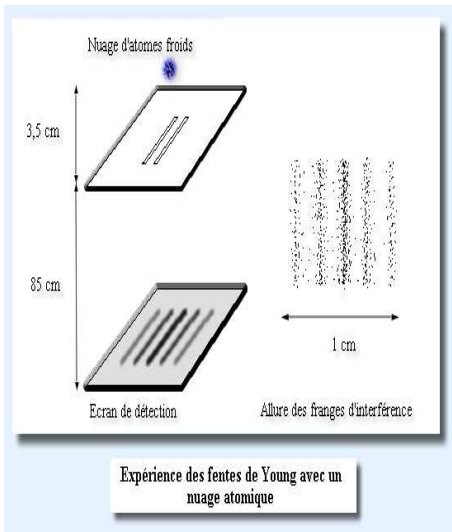 Nuage d'atomes froids
3,5 cm
85 cm
1 cm
Ecran de détection
Allure des franges d'interférence
Expérience des fentes de Young avec un
nuage atomique